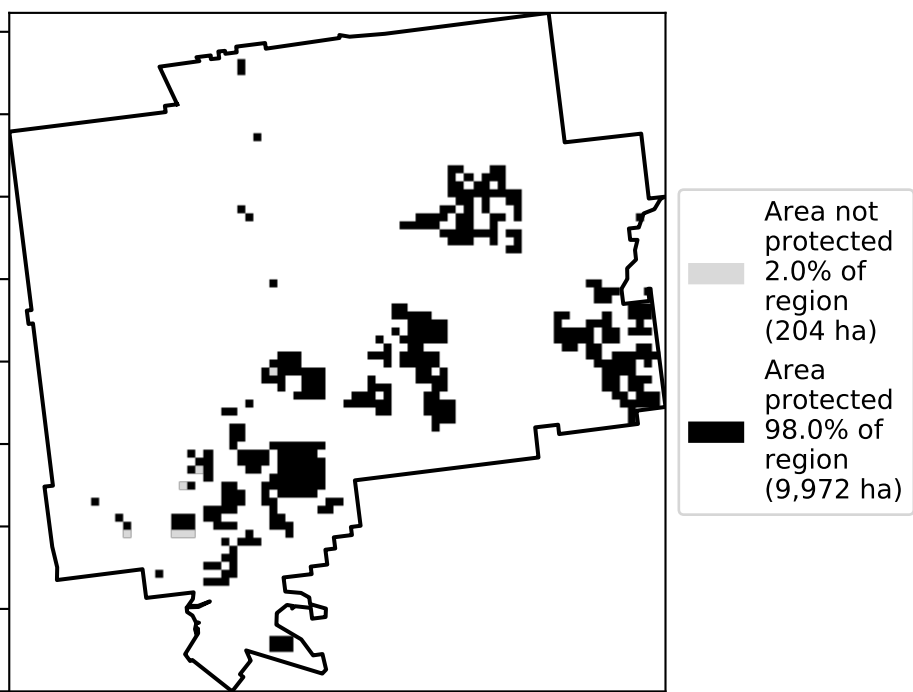 Area not
protected
2.0% of
region
(204 ha)
Area
protected
98.0% of
region
(9,972 ha)